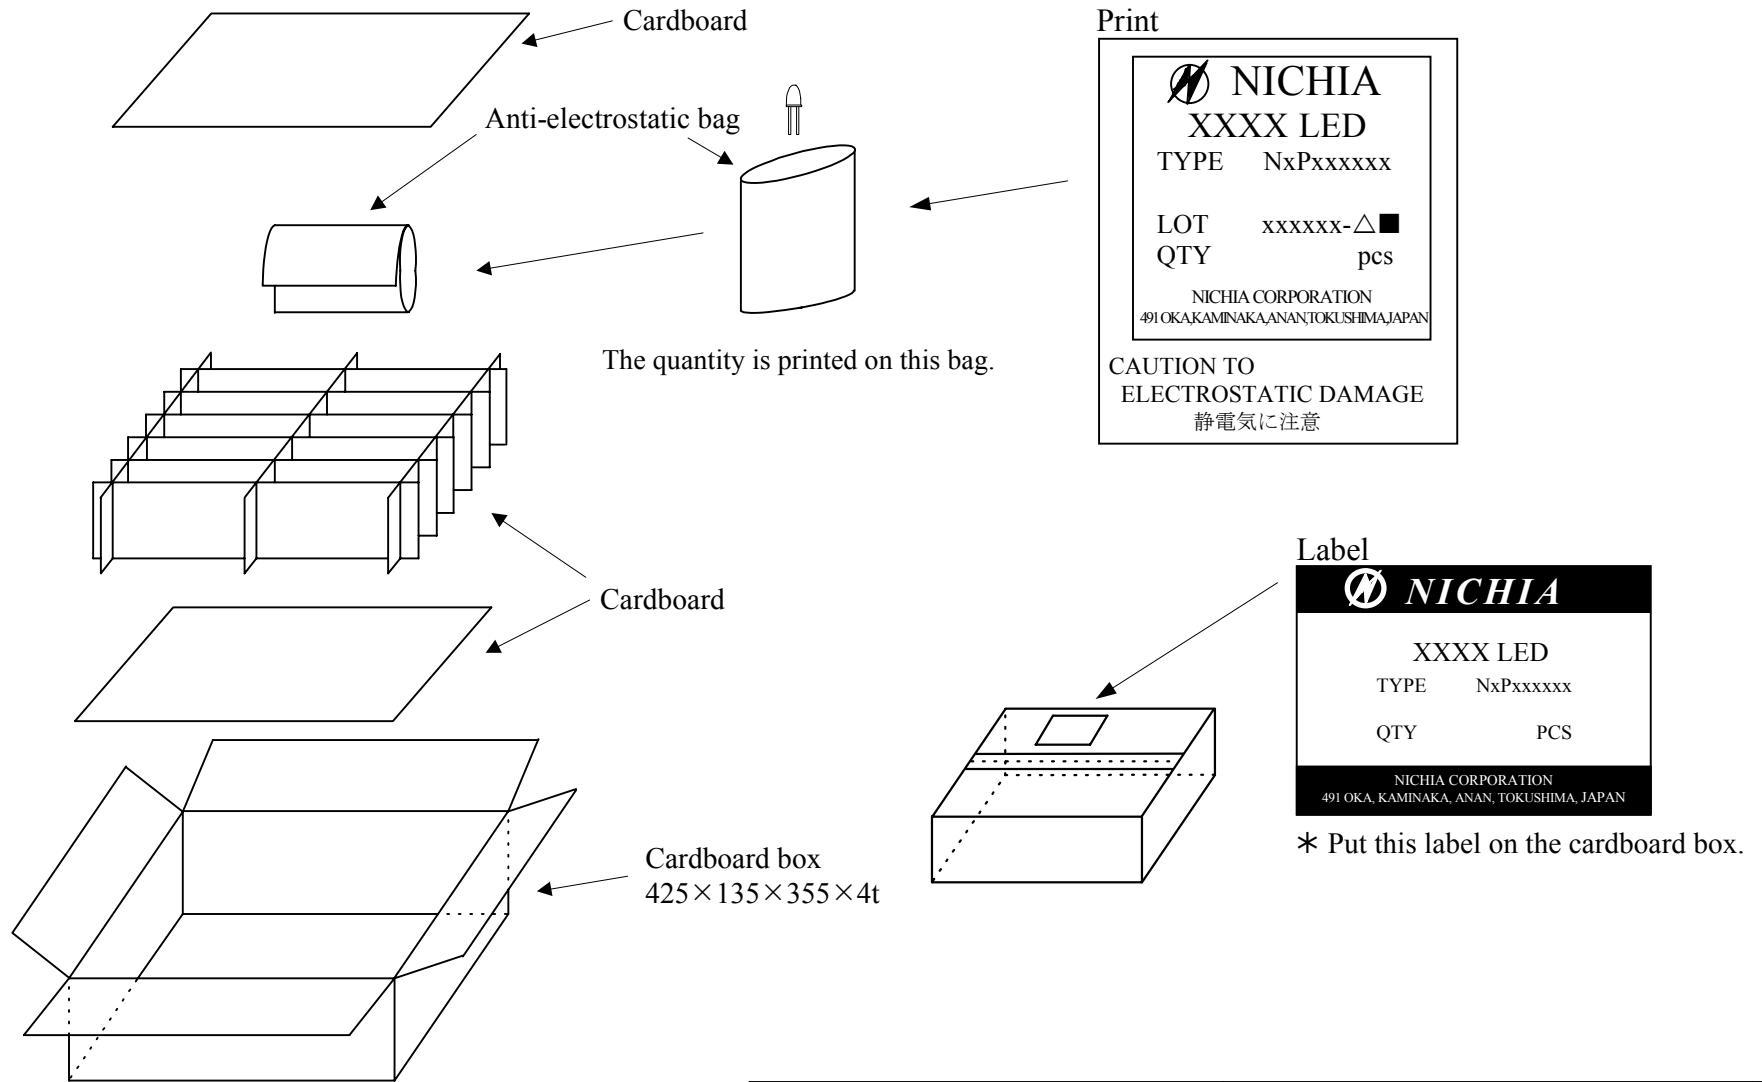 Cardboard
Anti-electrostatic bag
The quantity is printed on this bag.
Print
NICHIA
XXXX LED
TYPE NxPxxxxxx
LOT xxxxxx-△■
QTY pcs
NICHIA CORPORATION
491 OKA,KAMINAKA,ANAN,TOKUSHIMA,JAPAN
CAUTION TO
ELECTROSTATIC DAMAGE
静電気に注意
Cardboard
Cardboard box
425×135×355×4t
Label
NICHIA
XXXX LED
TYPE NxPxxxxxx
QTY PCS
NICHIA CORPORATION
491 OKA, KAMINAKA, ANAN, TOKUSHIMA, JAPAN
＊ Put this label on the cardboard box.